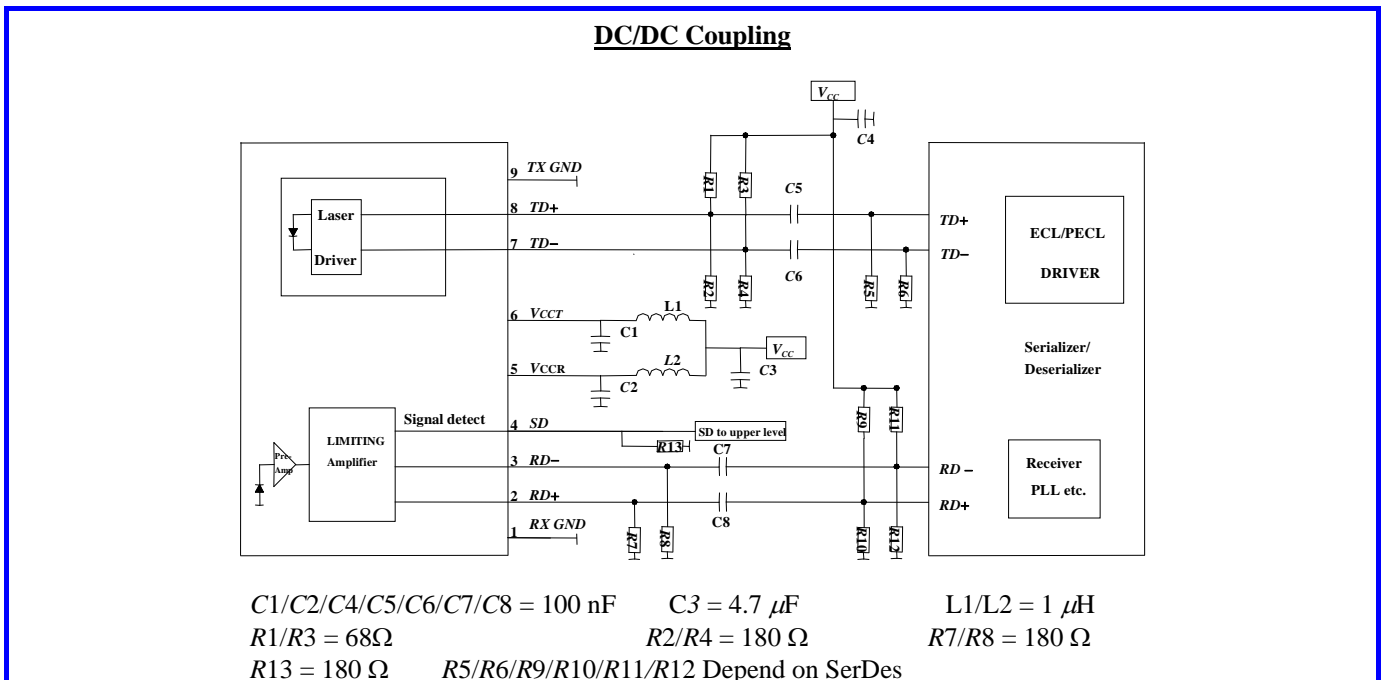 DC/DC Coupling
VCC
C4
9 TX GND
R1 R3 C5
8 TD+ TD+
Laser
Driver
ECL/PECL
DRIVER
7 TD− TD−
C6
R2 R4 R5 R6
6 VCCT L1
C1
VCC
Serializer/
Deserializer
5 VCCR L2
C2 C3
R9 R11
Signal detect 4 SD SD to upper level
LIMITING
Amplifier
R13 C7
Pre-
Amp
3 RD− RD −
Receiver
PLL etc.
2 RD+ RD+
C8
1 RX GND
R7 R8 R10 R12
C1/C2/C4/C5/C6/C7/C8 = 100 nF C3 = 4.7 μF L1/L2 = 1 μH
R1/R3 = 68Ω R2/R4 = 180 Ω R7/R8 = 180 Ω
R13 = 180 Ω R5/R6/R9/R10/R11/R12 Depend on SerDes